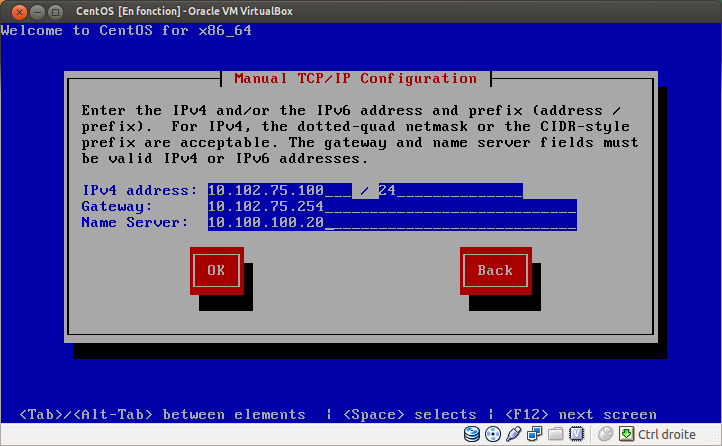 CentOS [En fonction] - Oracle VM VirtualBox
Welcome to CentOS for x86_64
Manual TCP/IP Configuration
Enter the IPv4 and/or the IPv6 address and prefix (address /
prefix).  For IPv4, the dotted-quad netmask or the CIDR-style
prefix are acceptable. The gateway and name server fields must
be valid IPv4 or IPv6 addresses.
IPv4 address: 10.102.75.100___ / 24______________
Gateway: 10.102.75.254____________________________
Name Server: 10.100.100.20____________________________
OK Back
<Tab>/<Alt-Tab> between elements | <Space> selects | <F12> next screen
Ctrl droite